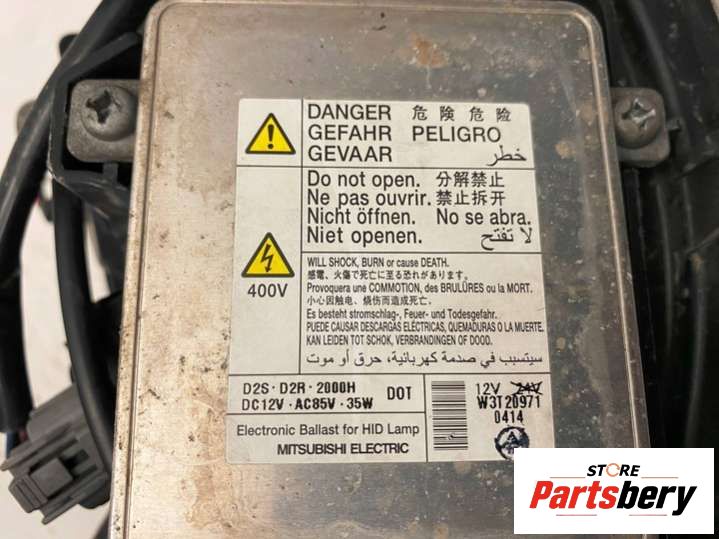 DANGER 危険 危险
GEFAHR PELIGRO
GEVAAR خطر
Do not open. 分解禁止
Ne pas ouvrir. 禁止拆开
Nicht öffnen. No se abra.
Niet openen. لا تفتح
400V
WILL SHOCK, BURN or cause DEATH.
感電、火傷で死亡に至る恐れがあります。
Provoquera une COMMOTION, des BRULÛRES ou la MORT.
小心因触电、烧伤而造成死亡。
Es besteht stromschlag-, Feuer- und Todesgefahr.
PUEDE CAUSAR DESCARGAS ELÉCTRICAS, QUEMADURAS O LA MUERTE.
KAN LEIDEN TOT SCHOK, VERBRANDINGEN OF DOOD.
سيتسبب في صدمة كهربائية، حرق أو موت
D2S・D2R・2000H
DC12V・AC85V・35W DOT
Electronic Ballast for HID Lamp
MITSUBISHI ELECTRIC
12V 24V
W3T20971
0414
STORE
Partsbery